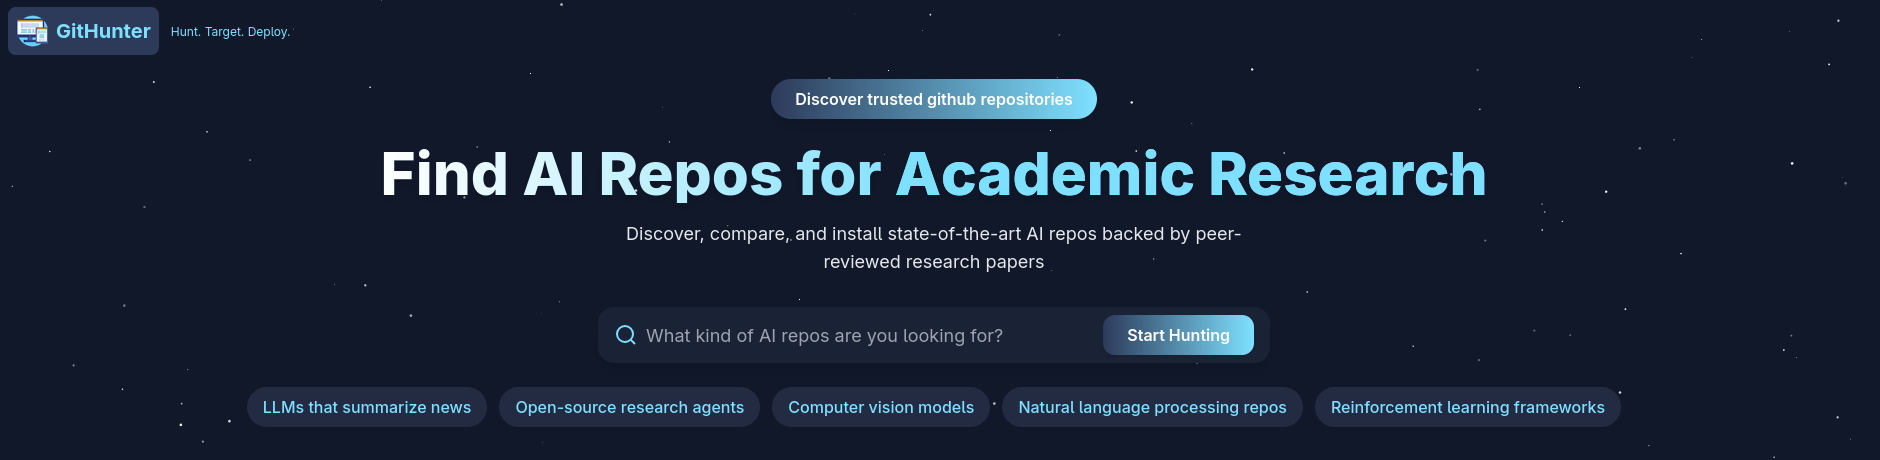 GitHunter
Hunt. Target. Deploy.
Discover trusted github repositories
Find AI Repos for Academic Research
Discover, compare, and install state-of-the-art AI repos backed by peer-
reviewed research papers
What kind of AI repos are you looking for?
Start Hunting
LLMs that summarize news
Open-source research agents
Computer vision models
Natural language processing repos
Reinforcement learning frameworks